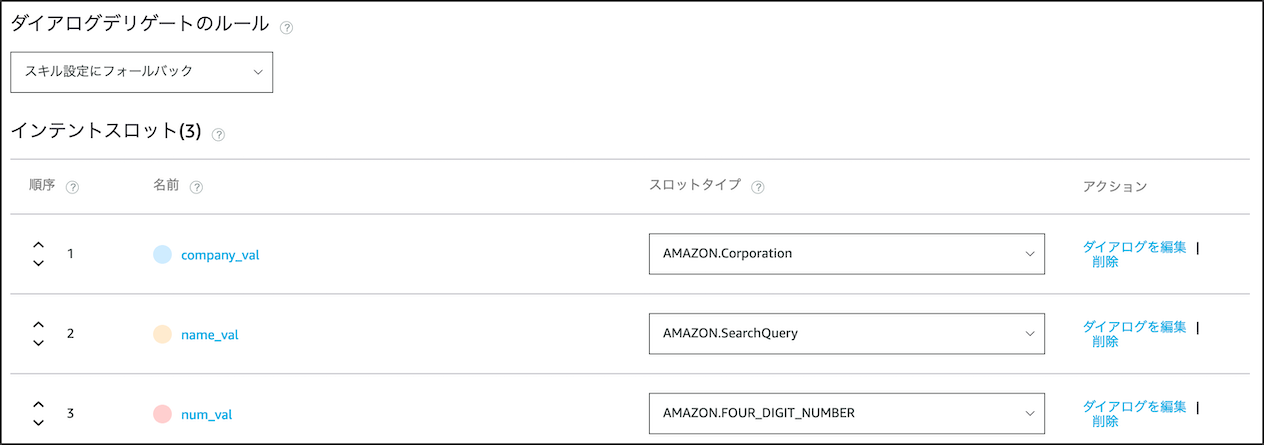 ダイアログデリゲートのルール ?
スキル設定にフォールバック
インテントスロット(3) ?
順序 ? 名前 ? スロットタイプ ? アクション
1 company_val AMAZON.Corporation ダイアログを編集 |
削除
2 name_val AMAZON.SearchQuery ダイアログを編集 |
削除
3 num_val AMAZON.FOUR_DIGIT_NUMBER ダイアログを編集 |
削除